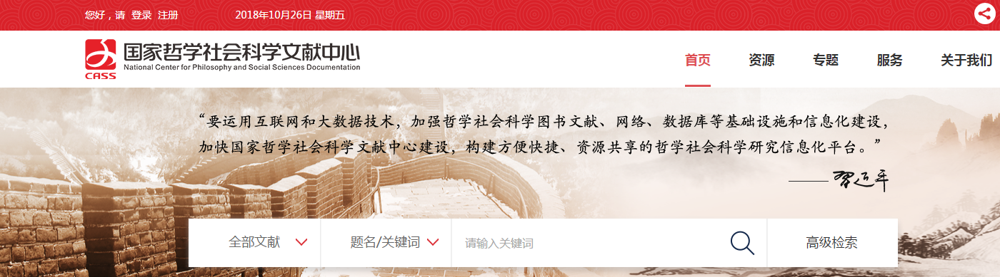 您好，请 登录 注册 2018年10月26日 星期五
国家哲学社会科学文献中心
National Center for Philosophy and Social Sciences Documentation
CASS
首页 资源 专题 服务 关于我们
“要运用互联网和大数据技术，加强哲学社会科学图书文献、网络、数据库等基础设施和信息化建设，
加快国家哲学社会科学文献中心建设，构建方便快捷、资源共享的哲学社会科学研究信息化平台。”
——习近平
全部文献 题名/关键词 请输入关键词 高级检索